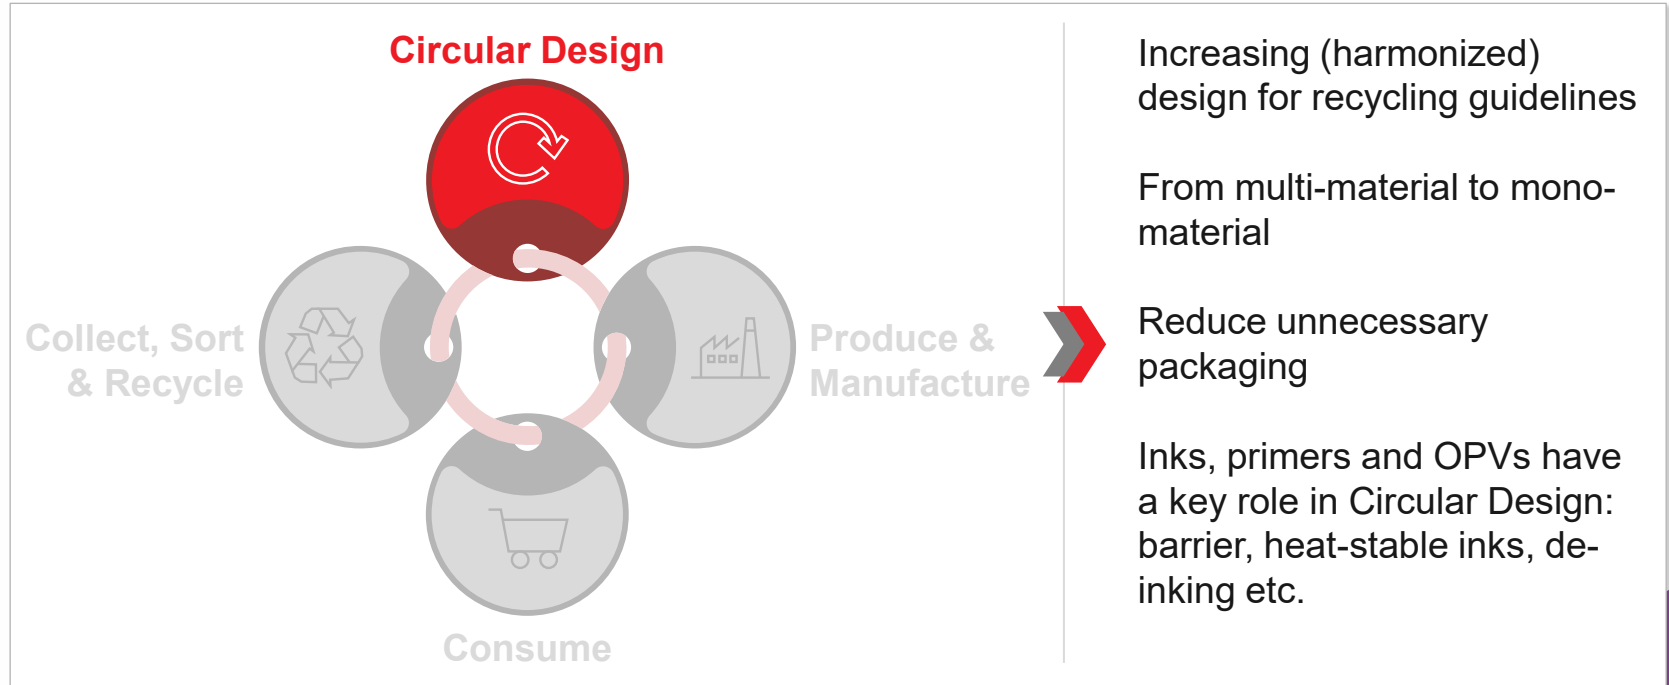 Circular Design
Collect, Sort
& Recycle
Produce &
Manufacture
Consume
Increasing (harmonized)
design for recycling guidelines
From multi-material to mono-
material
Reduce unnecessary
packaging
Inks, primers and OPVs have
a key role in Circular Design:
barrier, heat-stable inks, de-
inking etc.